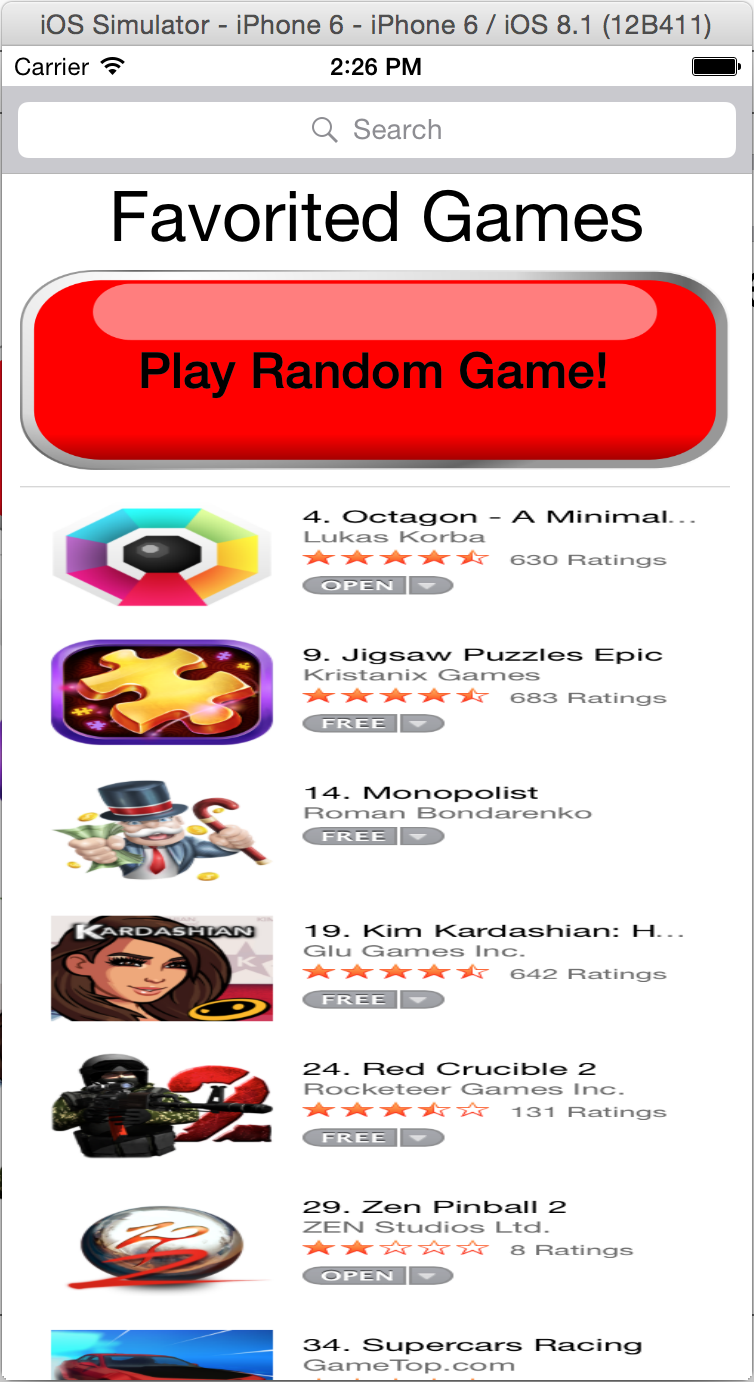 iOS Simulator - iPhone 6 - iPhone 6 / iOS 8.1 (12B411)
Carrier 2:26 PM
Search
Favorited Games
Play Random Game!
4. Octagon - A Minimal...
Lukas Korba
630 Ratings
OPEN
9. Jigsaw Puzzles Epic
Kristanix Games
683 Ratings
FREE
14. Monopolist
Roman Bondarenko
FREE
KARDASHIAN
K
19. Kim Kardashian: H...
Glu Games Inc.
642 Ratings
FREE
2
24. Red Crucible 2
Rocketeer Games Inc.
131 Ratings
FREE
29. Zen Pinball 2
ZEN Studios Ltd.
8 Ratings
OPEN
34. Supercars Racing
GameTop.com